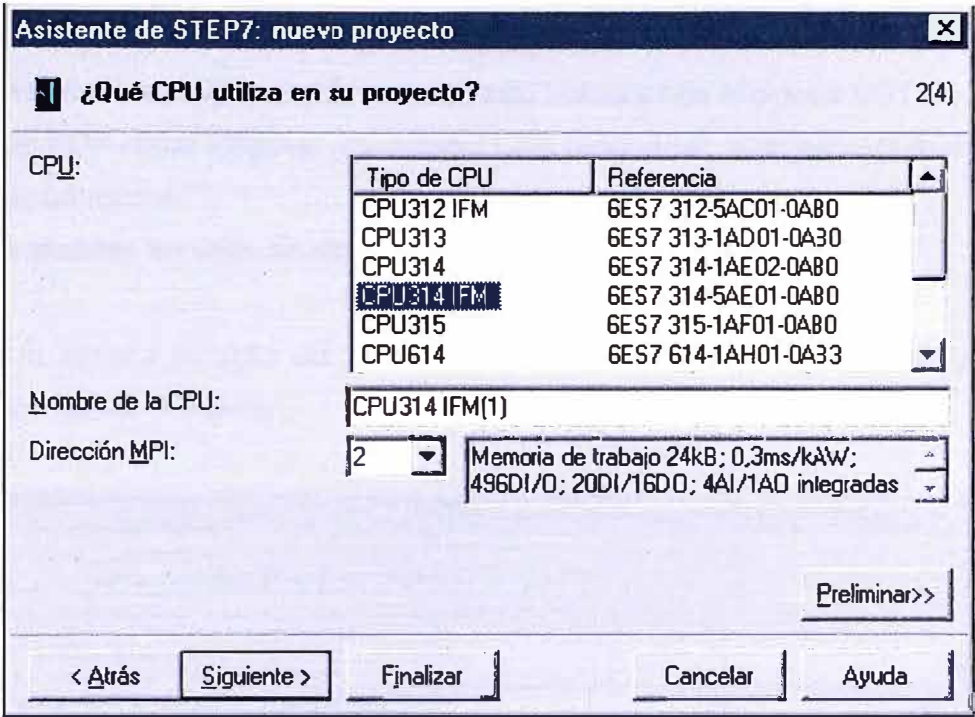 Asistente de STEP7: nuevo proyecto
¿Qué CPU utiliza en su proyecto? 2(4)
CPU:
Tipo de CPU Referencia
CPU312 IFM 6ES7 312-5AC01-0AB0
CPU313 6ES7 313-1AD01-0AB0
CPU314 6ES7 314-1AE02-0AB0
CPU314 IFM 6ES7 314-5AE01-0AB0
CPU315 6ES7 315-1AF01-0AB0
CPU614 6ES7 614-1AH01-0AB3
Nombre de la CPU: CPU314 IFM(1)
Dirección MPI: 2
Memoria de trabajo 24kB; 0,3ms/kAW;
496DI/O; 20DI/16DO; 4AI/1AO integradas
Preliminar>>
< Atrás Siguiente > Finalizar Cancelar Ayuda